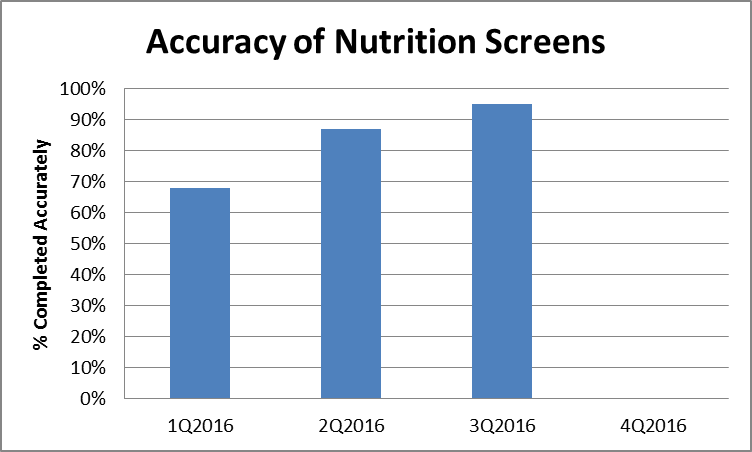 Accuracy of Nutrition Screens
% Completed Accurately
100%
90%
80%
70%
60%
50%
40%
30%
20%
10%
0%
1Q2016
2Q2016
3Q2016
4Q2016